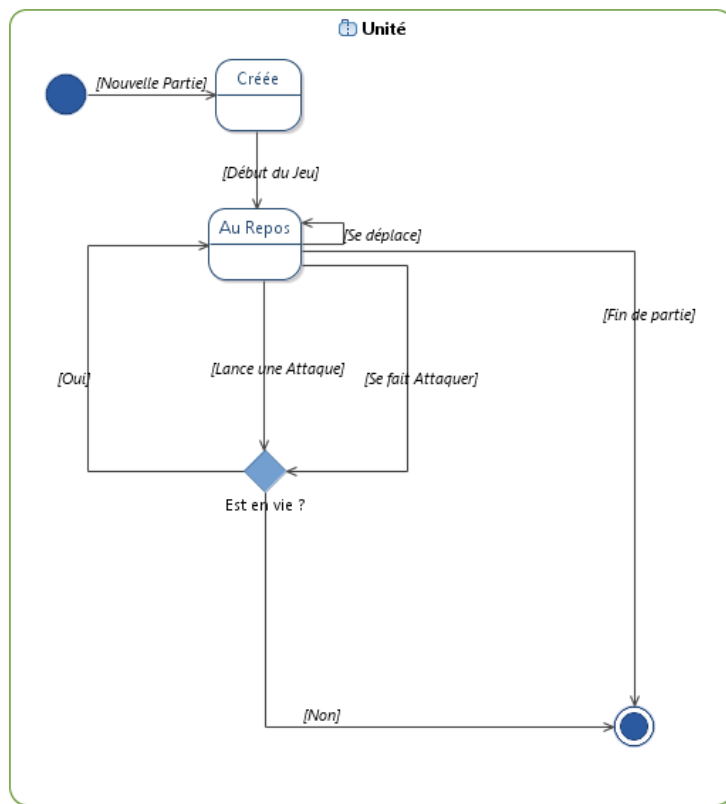 Unité
[Nouvelle Partie]
Créée
[Début du Jeu]
Au Repos
[Se déplace]
[Fin de partie]
[Oui]
[Lance une Attaque]
[Se fait Attaquer]
Est en vie ?
[Non]